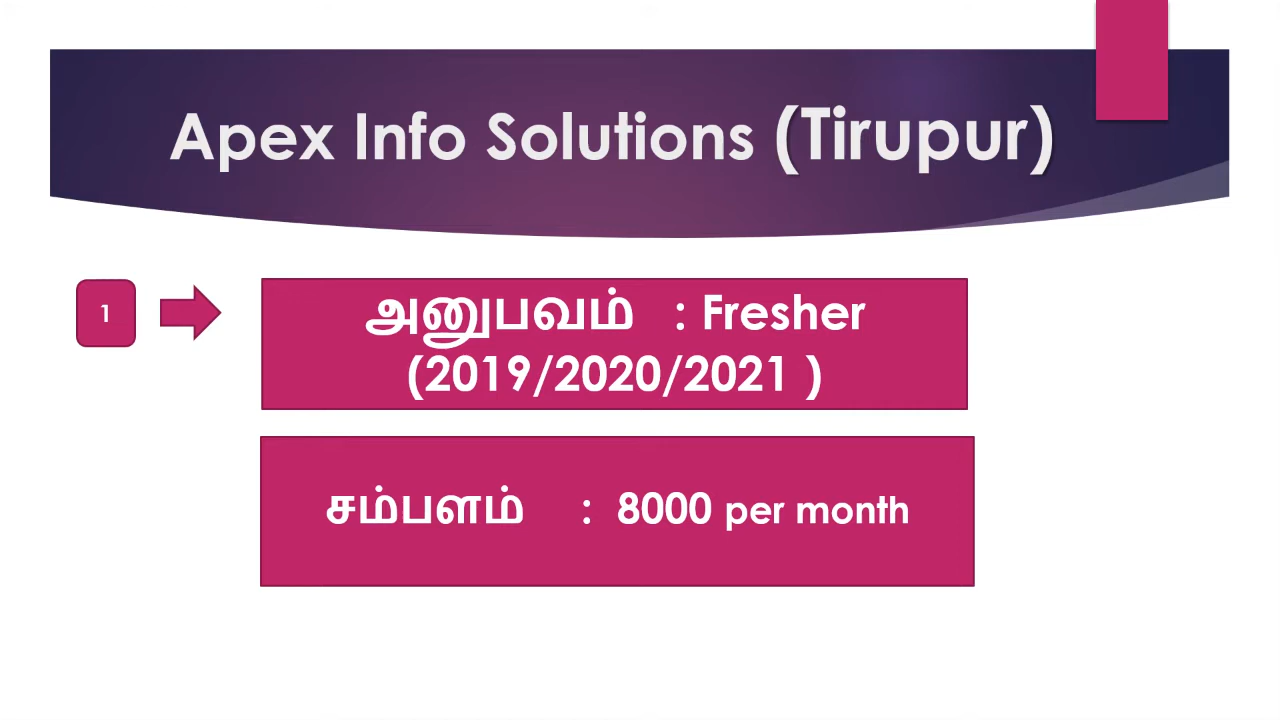 Apex Info Solutions (Tirupur)
1
அனுபவம் : Fresher
(2019/2020/2021 )
சம்பளம் : 8000 per month